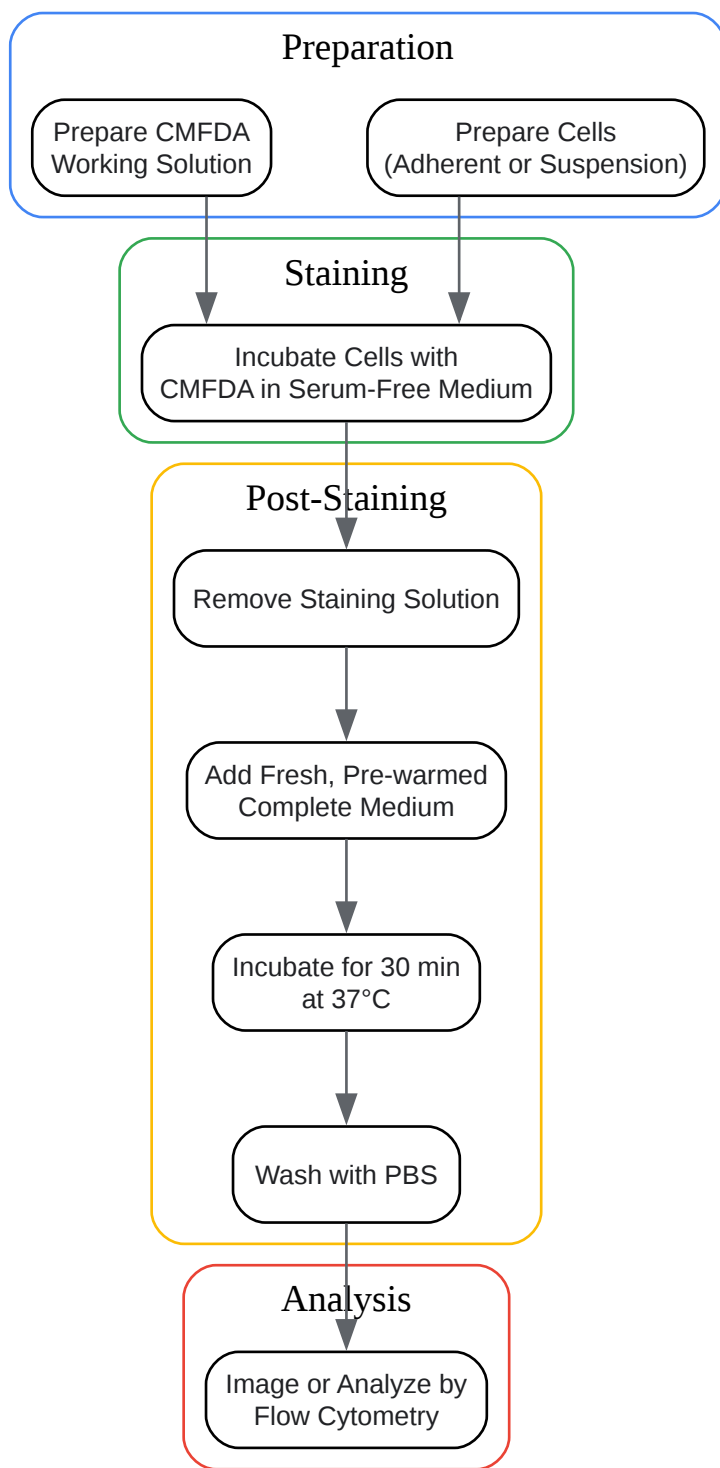 Preparation
Prepare CMFDA
Working Solution
Prepare Cells
(Adherent or Suspension)
Staining
Incubate Cells with
CMFDA in Serum-Free Medium
Post-Staining
Remove Staining Solution
Add Fresh, Pre-warmed
Complete Medium
Incubate for 30 min
at 37°C
Wash with PBS
Analysis
Image or Analyze by
Flow Cytometry